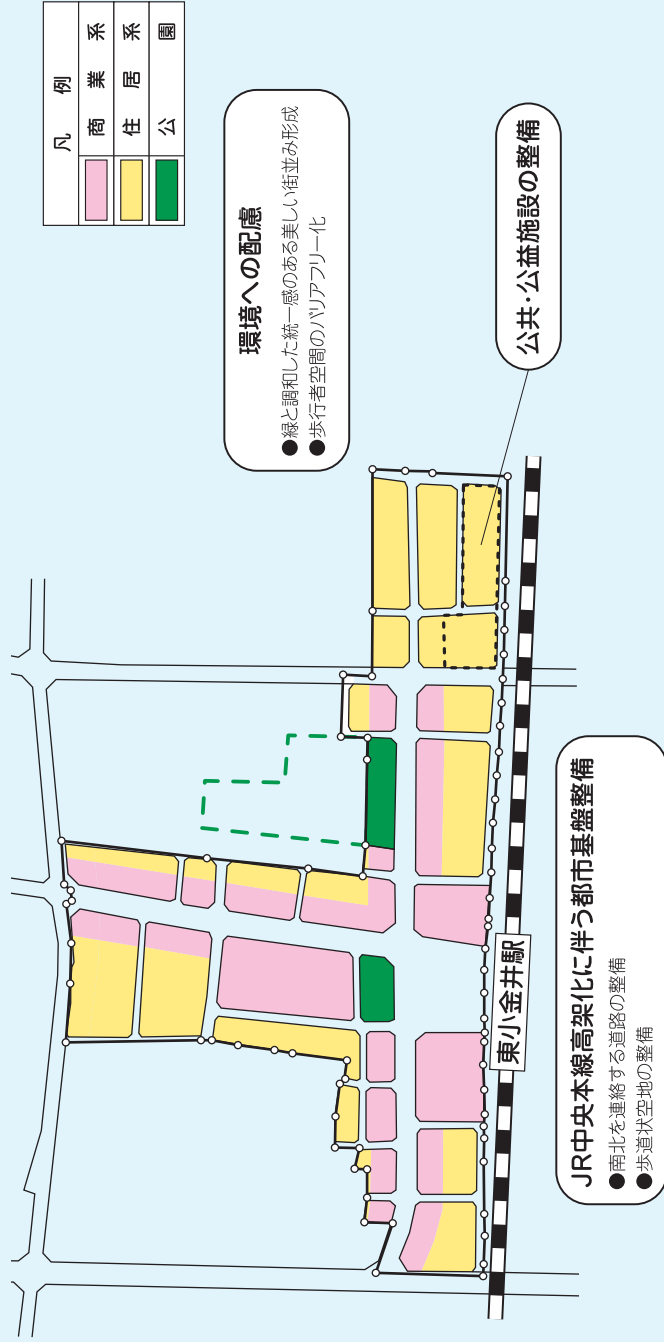 凡例
商業系
住居系
公園
環境への配慮
●緑と調和した統一感のある美しい街並み形成
●歩行者空間のバリアフリー化
公共・公益施設の整備
東小金井駅
JR中央本線高架化に伴う都市基盤整備
●南北を連絡する道路の整備
●歩道状空地の整備